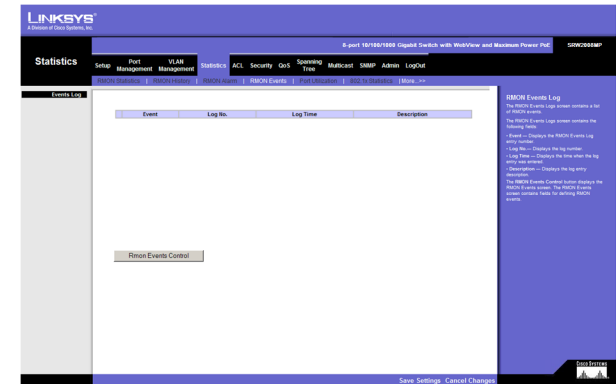 LINKSYS®
A Division of Cisco Systems, Inc.
8-port 10/100/1000 Gigabit Switch with WebView and Maximum Power PoE
SRW2008MP
Statistics
Setup Port Management VLAN Management Statistics ACL Security QoS Spanning Tree Multicast SNMP Admin LogOut
RMON Statistics | RMON History | RMON Alarm | RMON Events | Port Utilization | 802.1x Statistics | More...>>
Events Log
Event Log No. Log Time Description
Rmon Events Control
RMON Events Log
The RMON Events Logs screen contains a list
of RMON events.
The RMON Events Logs screen contains the
following fields:
• Event — Displays the RMON Events Log
entry number.
• Log No.— Displays the log number.
• Log Time — Displays the time when the log
entry was entered.
• Description — Displays the log entry
description.
The RMON Events Control button displays the
RMON Events screen. The RMON Events
screen contains fields for defining RMON
events.
Save Settings Cancel Changes
CISCO SYSTEMS